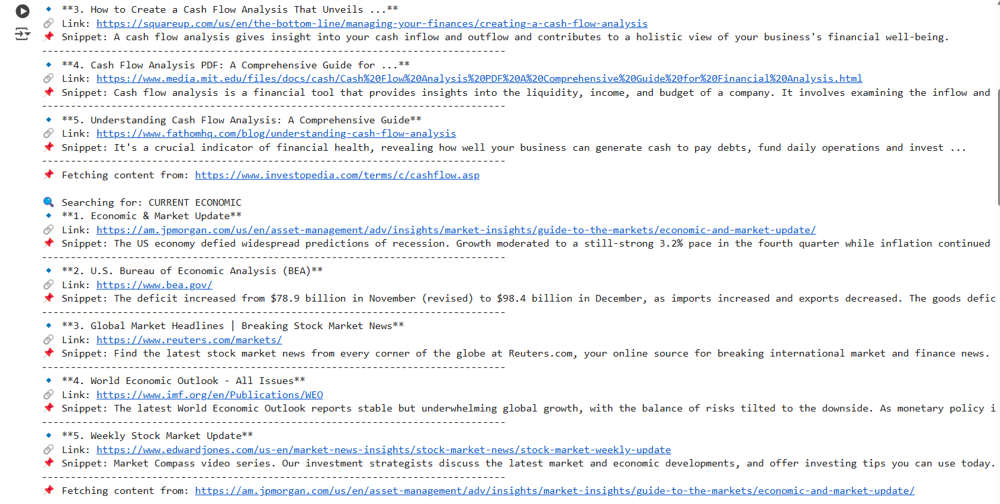 🔹 **3. How to Create a Cash Flow Analysis That Unveils ...**
🔗 Link: https://squareup.com/us/en/the-bottom-line/managing-your-finances/creating-a-cash-flow-analysis
📌 Snippet: A cash flow analysis gives insight into your cash inflow and outflow and contributes to a holistic view of your business's financial well-being.
--------------------------------------------------------------------------------
🔹 **4. Cash Flow Analysis PDF: A Comprehensive Guide for ...**
🔗 Link: https://www.media.mit.edu/files/docs/cash/Cash%20Flow%20Analysis%20PDF%20A%20Comprehensive%20Guide%20for%20Financial%20Analysis.html
📌 Snippet: Cash flow analysis is a financial tool that provides insights into the liquidity, income, and budget of a company. It involves examining the inflow and
--------------------------------------------------------------------------------
🔹 **5. Understanding Cash Flow Analysis: A Comprehensive Guide**
🔗 Link: https://www.fathomhq.com/blog/understanding-cash-flow-analysis
📌 Snippet: It's a crucial indicator of financial health, revealing how well your business can generate cash to pay debts, fund daily operations and invest ...
--------------------------------------------------------------------------------
📌 Fetching content from: https://www.investopedia.com/terms/c/cashflow.asp
🔍 Searching for: CURRENT ECONOMIC
🔹 **1. Economic & Market Update**
🔗 Link: https://am.jpmorgan.com/us/en/asset-management/adv/insights/market-insights/guide-to-the-markets/economic-and-market-update/
📌 Snippet: The US economy defied widespread predictions of recession. Growth moderated to a still-strong 3.2% pace in the fourth quarter while inflation continued
--------------------------------------------------------------------------------
🔹 **2. U.S. Bureau of Economic Analysis (BEA)**
🔗 Link: https://www.bea.gov/
📌 Snippet: The deficit increased from $78.9 billion in November (revised) to $98.4 billion in December, as imports increased and exports decreased. The goods defic
--------------------------------------------------------------------------------
🔹 **3. Global Market Headlines | Breaking Stock Market News**
🔗 Link: https://www.reuters.com/markets/
📌 Snippet: Find the latest stock market news from every corner of the globe at Reuters.com, your online source for breaking international market and finance news.
--------------------------------------------------------------------------------
🔹 **4. World Economic Outlook - All Issues**
🔗 Link: https://www.imf.org/en/Publications/WEO
📌 Snippet: The latest World Economic Outlook reports stable but underwhelming global growth, with the balance of risks tilted to the downside. As monetary policy i
--------------------------------------------------------------------------------
🔹 **5. Weekly Stock Market Update**
🔗 Link: https://www.edwardjones.com/us-en/market-news-insights/stock-market-news/stock-market-weekly-update
📌 Snippet: Market Compass video series. Our investment strategists discuss the latest market and economic developments, and offer investing tips you can use today.
--------------------------------------------------------------------------------
📌 Fetching content from: https://am.jpmorgan.com/us/en/asset-management/adv/insights/market-insights/guide-to-the-markets/economic-and-market-update/